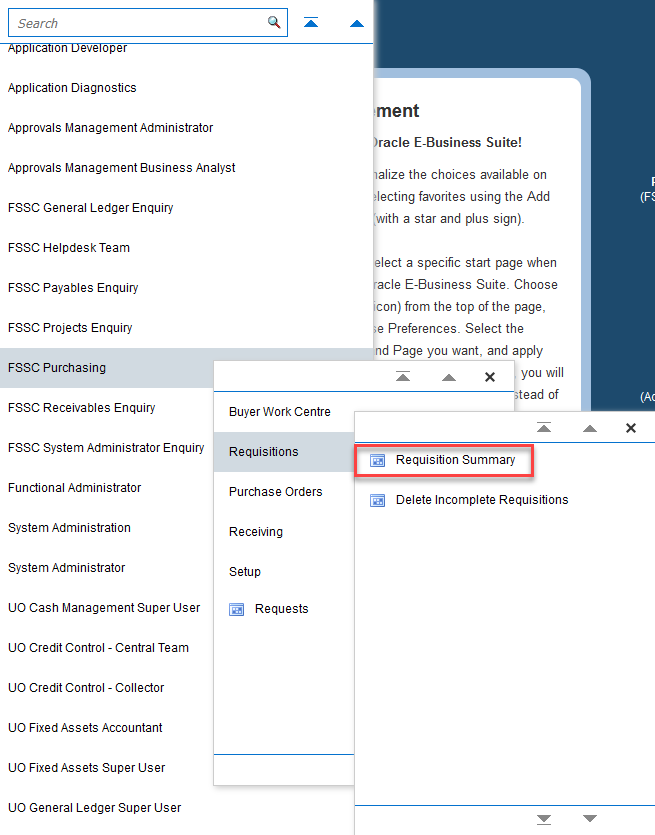 Search
Application Developer
Application Diagnostics
Approvals Management Administrator
Approvals Management Business Analyst
FSSC General Ledger Enquiry
FSSC Helpdesk Team
FSSC Payables Enquiry
FSSC Projects Enquiry
FSSC Purchasing
FSSC Receivables Enquiry
FSSC System Administrator Enquiry
Functional Administrator
System Administration
System Administrator
UO Cash Management Super User
UO Credit Control - Central Team
UO Credit Control - Collector
UO Fixed Assets Accountant
UO Fixed Assets Super User
UO General Ledger Super User
Buyer Work Centre
Requisitions
Purchase Orders
Receiving
Setup
Requests
Requisition Summary
Delete Incomplete Requisitions
ement
Oracle E-Business Suite!
nalize the choices available on
electing favorites using the Add
(with a star and plus sign).
elect a specific start page when
racle E-Business Suite. Choose
icon) from the top of the page,
se Preferences. Select the
nd Page you want, and apply
, you will
stead of
(FS
(Ac